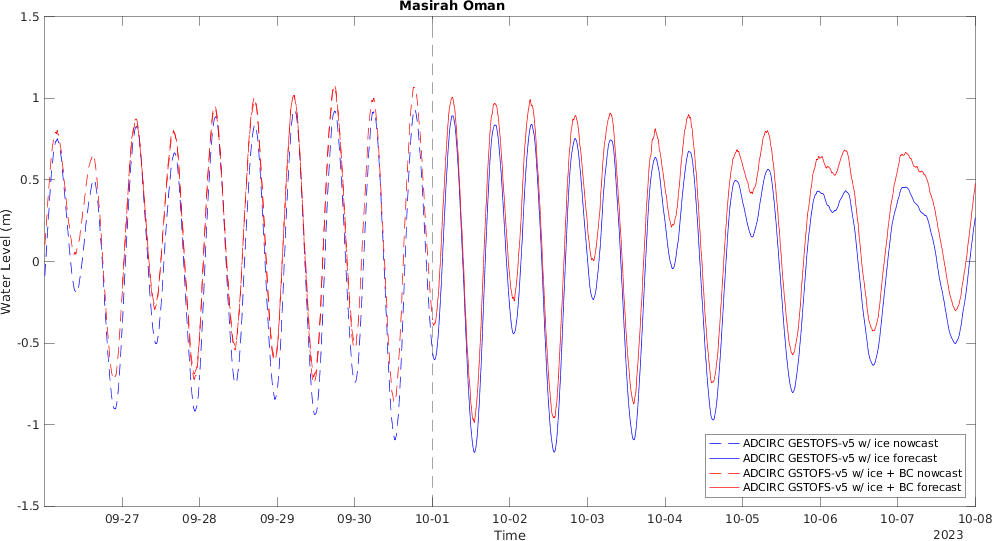 Masirah Oman
1.5
1
0.5
0
-0.5
-1
-1.5
Water Level (m)
09-27
09-28
09-29
09-30
10-01
10-02
10-03
10-04
10-05
10-06
10-07
10-08
Time
2023
ADCIRC GESTOFS-v5 w/ ice nowcast
ADCIRC GESTOFS-v5 w/ ice forecast
ADCIRC GSTOFS-v5 w/ ice + BC nowcast
ADCIRC GSTOFS-v5 w/ ice + BC forecast